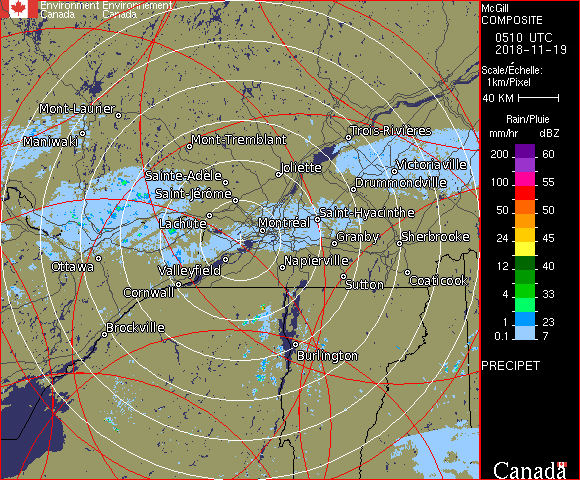 Environment Environnement
Canada Canada
McGill
COMPOSITE
0510 UTC
2018-11-19
Scale/Échelle:
1km/Pixel
40 KM
Rain/Pluie
mm/hr dBZ
200 60
100 55
50 50
24 45
12 40
4 33
1 23
0.1 7
PRECIPET
Canada
Mont-Laurier
Maniwaki
Mont-Tremblant
Trois-Rivières
Joliette
Victoriaville
Sainte-Adèle
Drummondville
Saint-Jérôme
Lachute
Saint-Hyacinthe
Montréal
Granby
Sherbrooke
Ottawa
Valleyfield
Napierville
Cornwall
Sutton
Coaticook
Brockville
Burlington